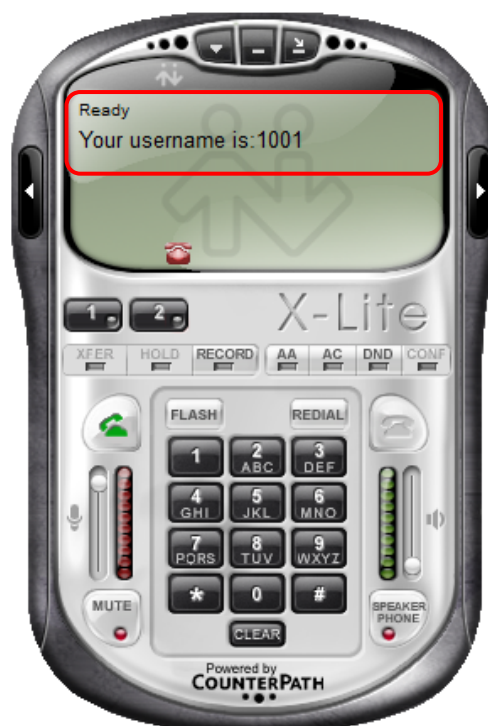 Ready
Your username is:1001
1 2
X-Lite
XFER HOLD RECORD AA AC DND CONF
FLASH REDIAL
1 2 ABC 3 DEF
4 GHI 5 JKL 6 MNO
7 PQRS 8 TUV 9 WXYZ
* 0 #
MUTE
SPEAKER PHONE
CLEAR
Powered by
COUNTERPATH